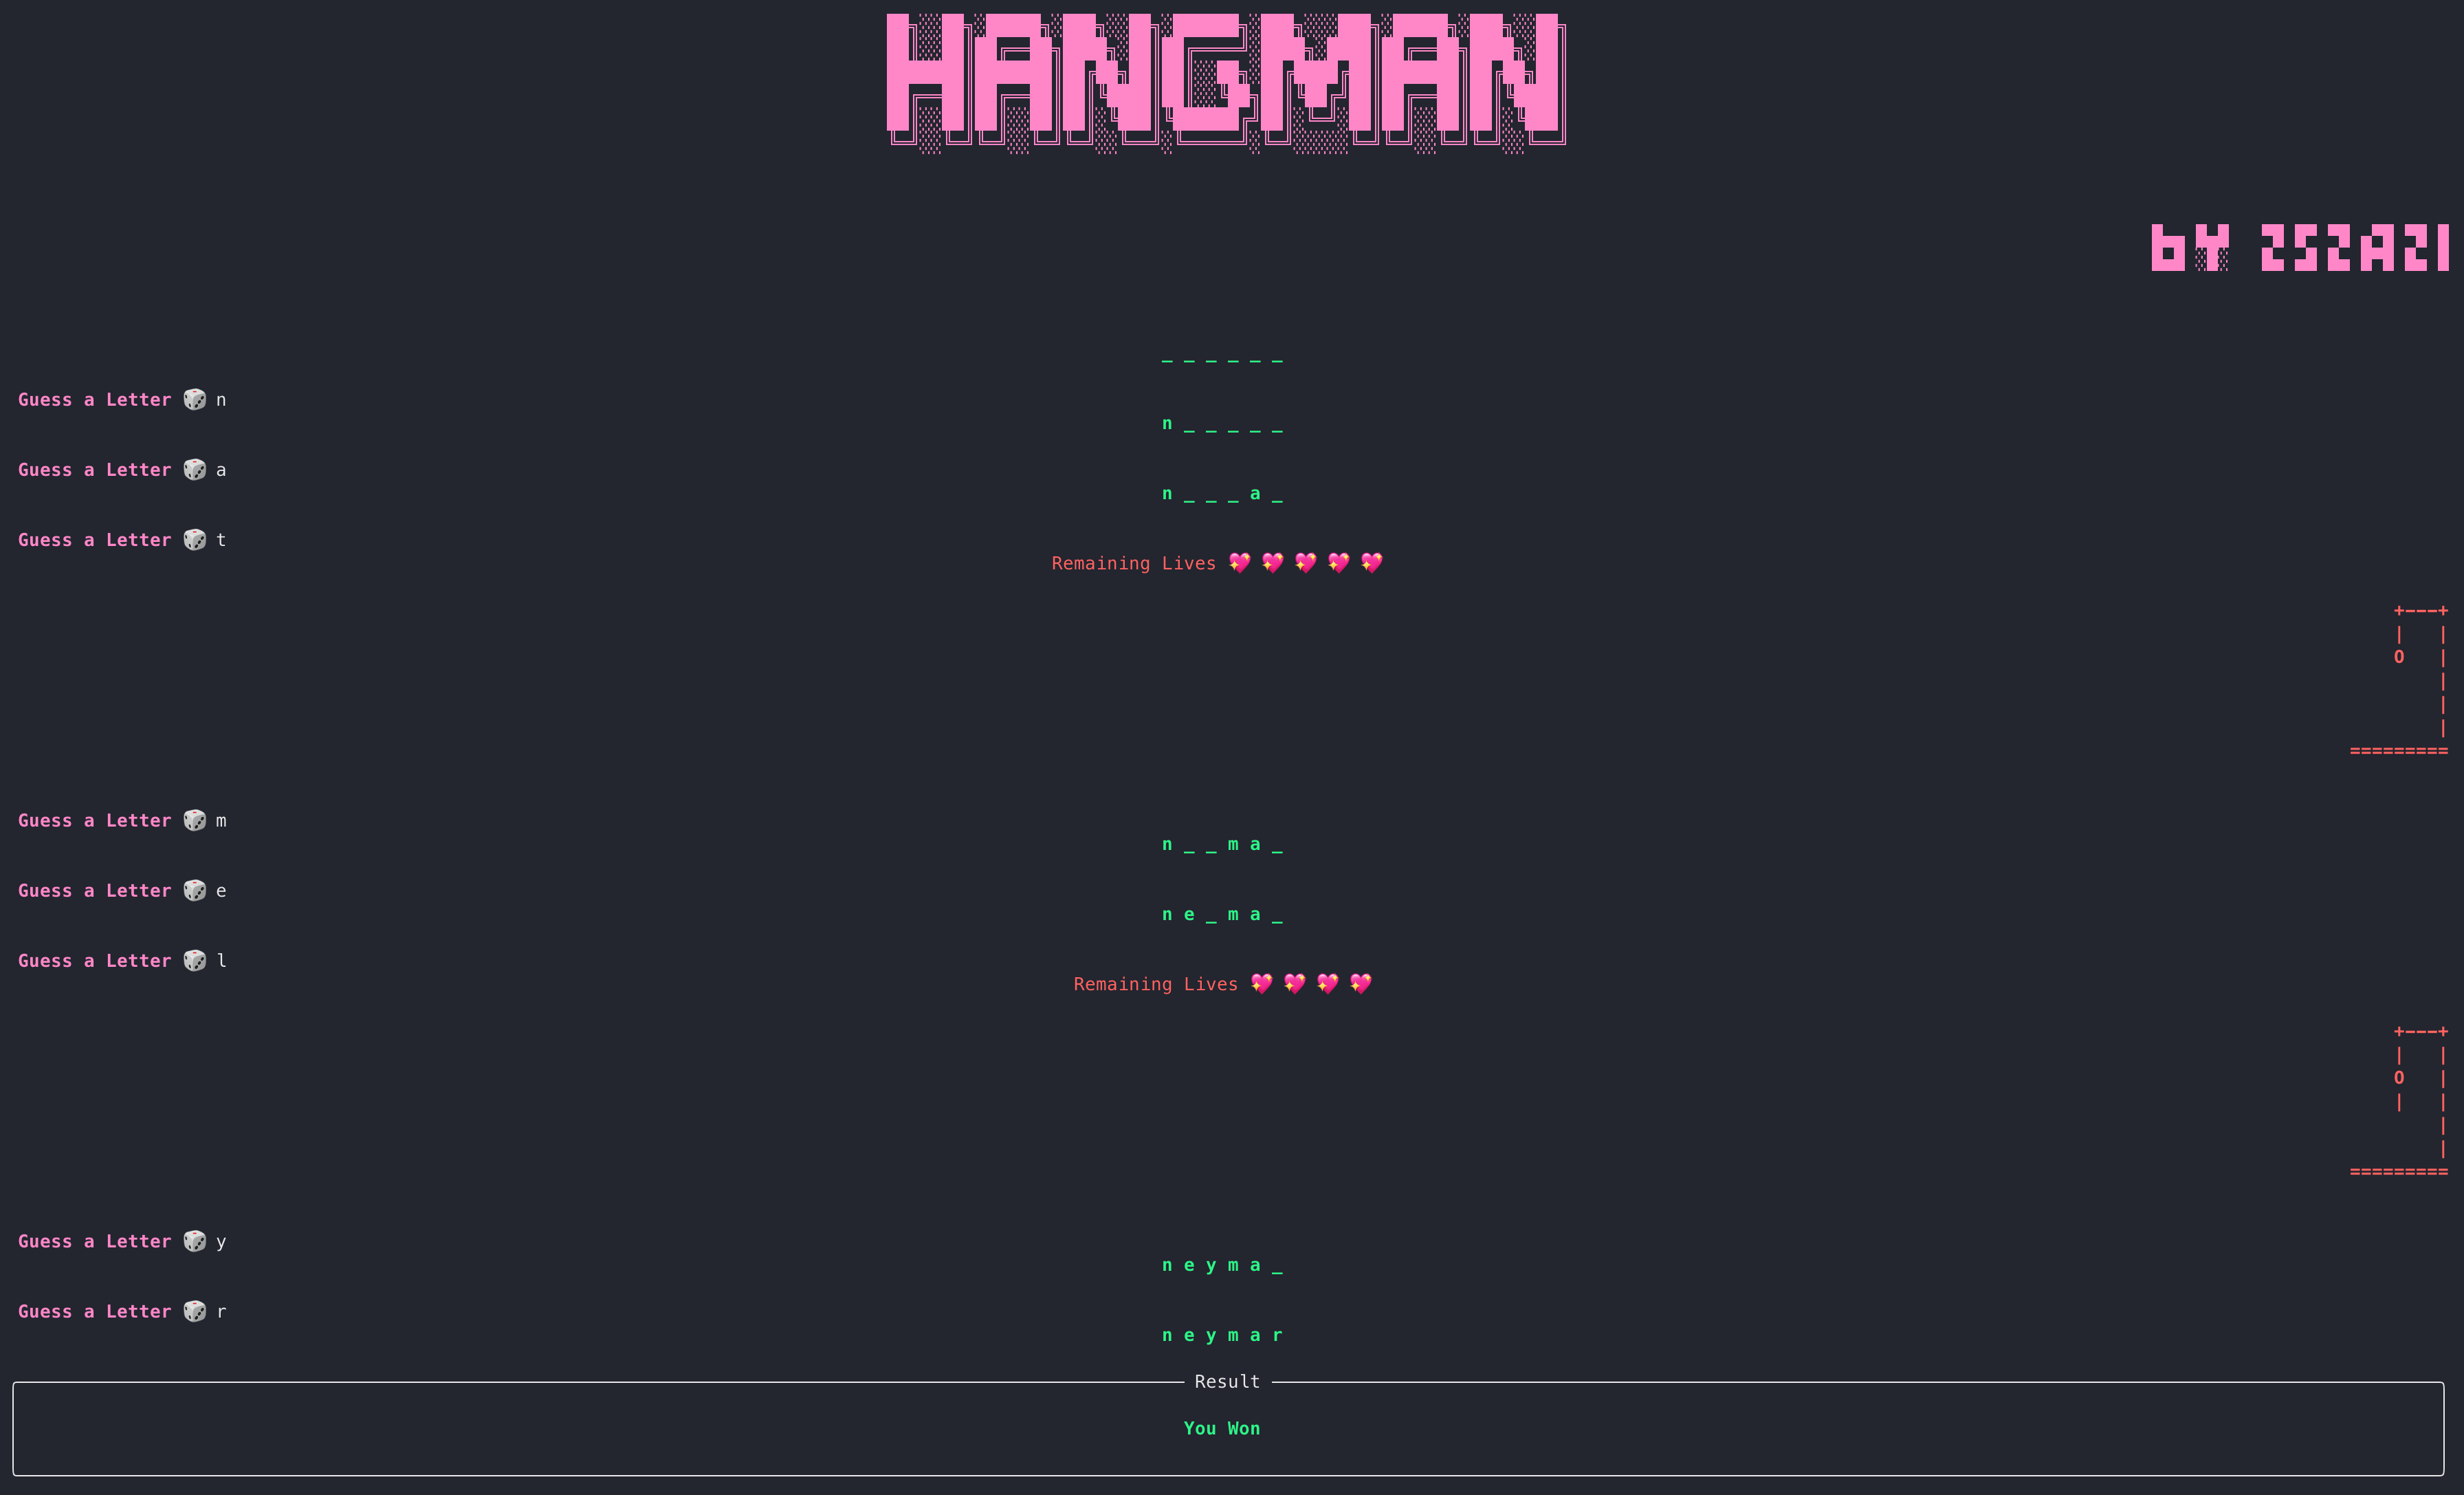 HANGMAN
by ZSZAZI
_ _ _ _ _ _
Guess a Letter 🎲 n
n _ _ _ _ _
Guess a Letter 🎲 a
n _ _ _ a _
Guess a Letter 🎲 t
Remaining Lives 💖 💖 💖 💖 💖
Guess a Letter 🎲 m
n _ _ m a _
Guess a Letter 🎲 e
n e _ m a _
Guess a Letter 🎲 l
Remaining Lives 💖 💖 💖 💖
Guess a Letter 🎲 y
n e y m a _
Guess a Letter 🎲 r
n e y m a r
Result
You Won